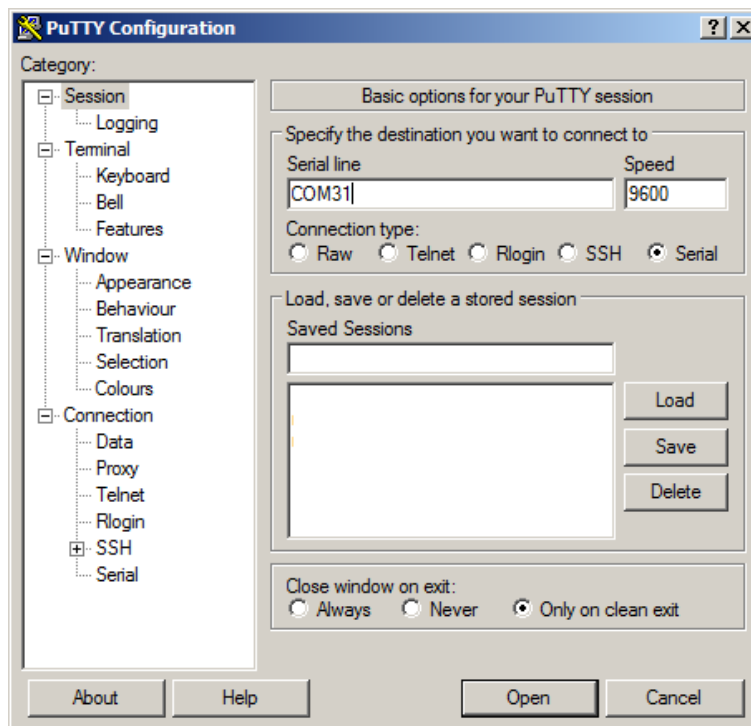 PuTTY Configuration
Category:
Session
Logging
Terminal
Keyboard
Bell
Features
Window
Appearance
Behaviour
Translation
Selection
Colours
Connection
Data
Proxy
Telnet
Rlogin
SSH
Serial
Basic options for your PuTTY session
Specify the destination you want to connect to
Serial line Speed
COM31 9600
Connection type:
Raw Telnet Rlogin SSH Serial
Load, save or delete a stored session
Saved Sessions
Load
Save
Delete
Close window on exit:
Always Never Only on clean exit
About Help Open Cancel